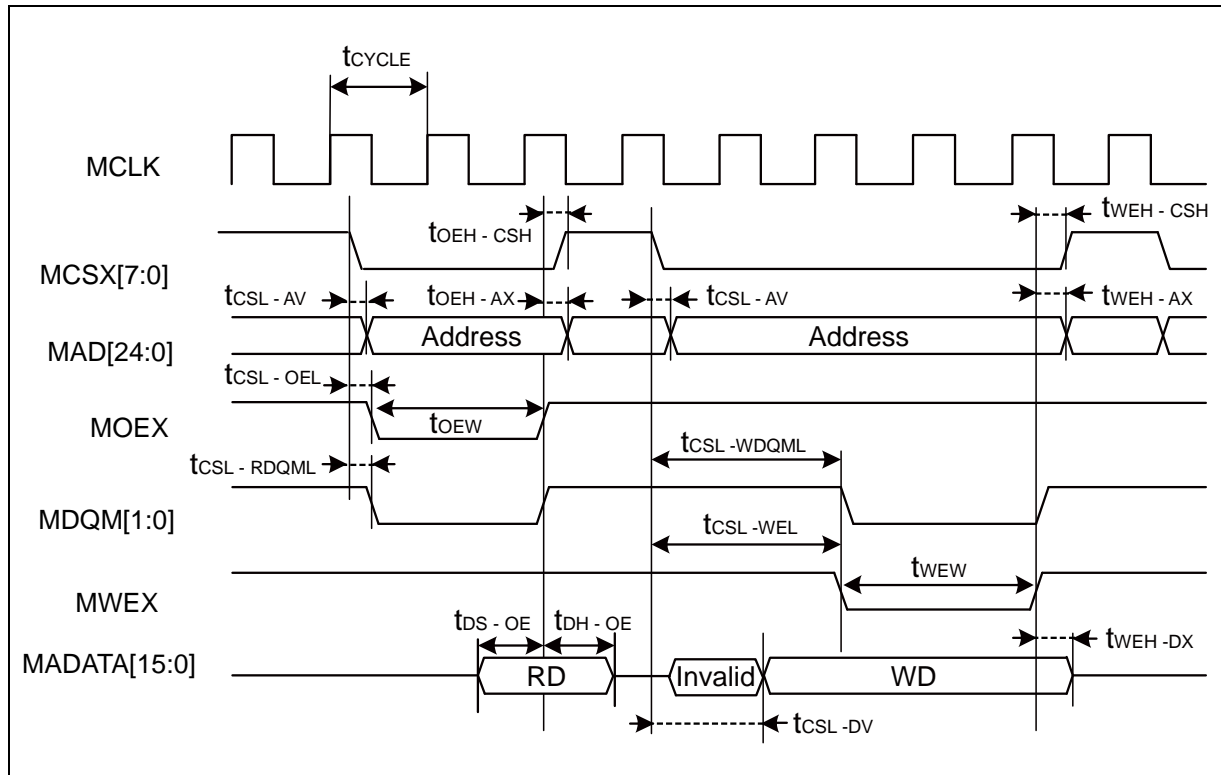 tCYCLE
MCLK
tOEH - CSH
tWEH - CSH
MCSX[7:0]
tCSL - AV
tOEH - AX
tCSL - AV
tWEH - AX
MAD[24:0]
Address
Address
tCSL - OEL
MOEX
tOEW
tCSL -WDQML
tCSL - RDQML
MDQM[1:0]
tCSL -WEL
tWEW
MWEX
tDS - OE
tDH - OE
tWEH -DX
MADATA[15:0]
RD
Invalid
WD
tCSL -DV